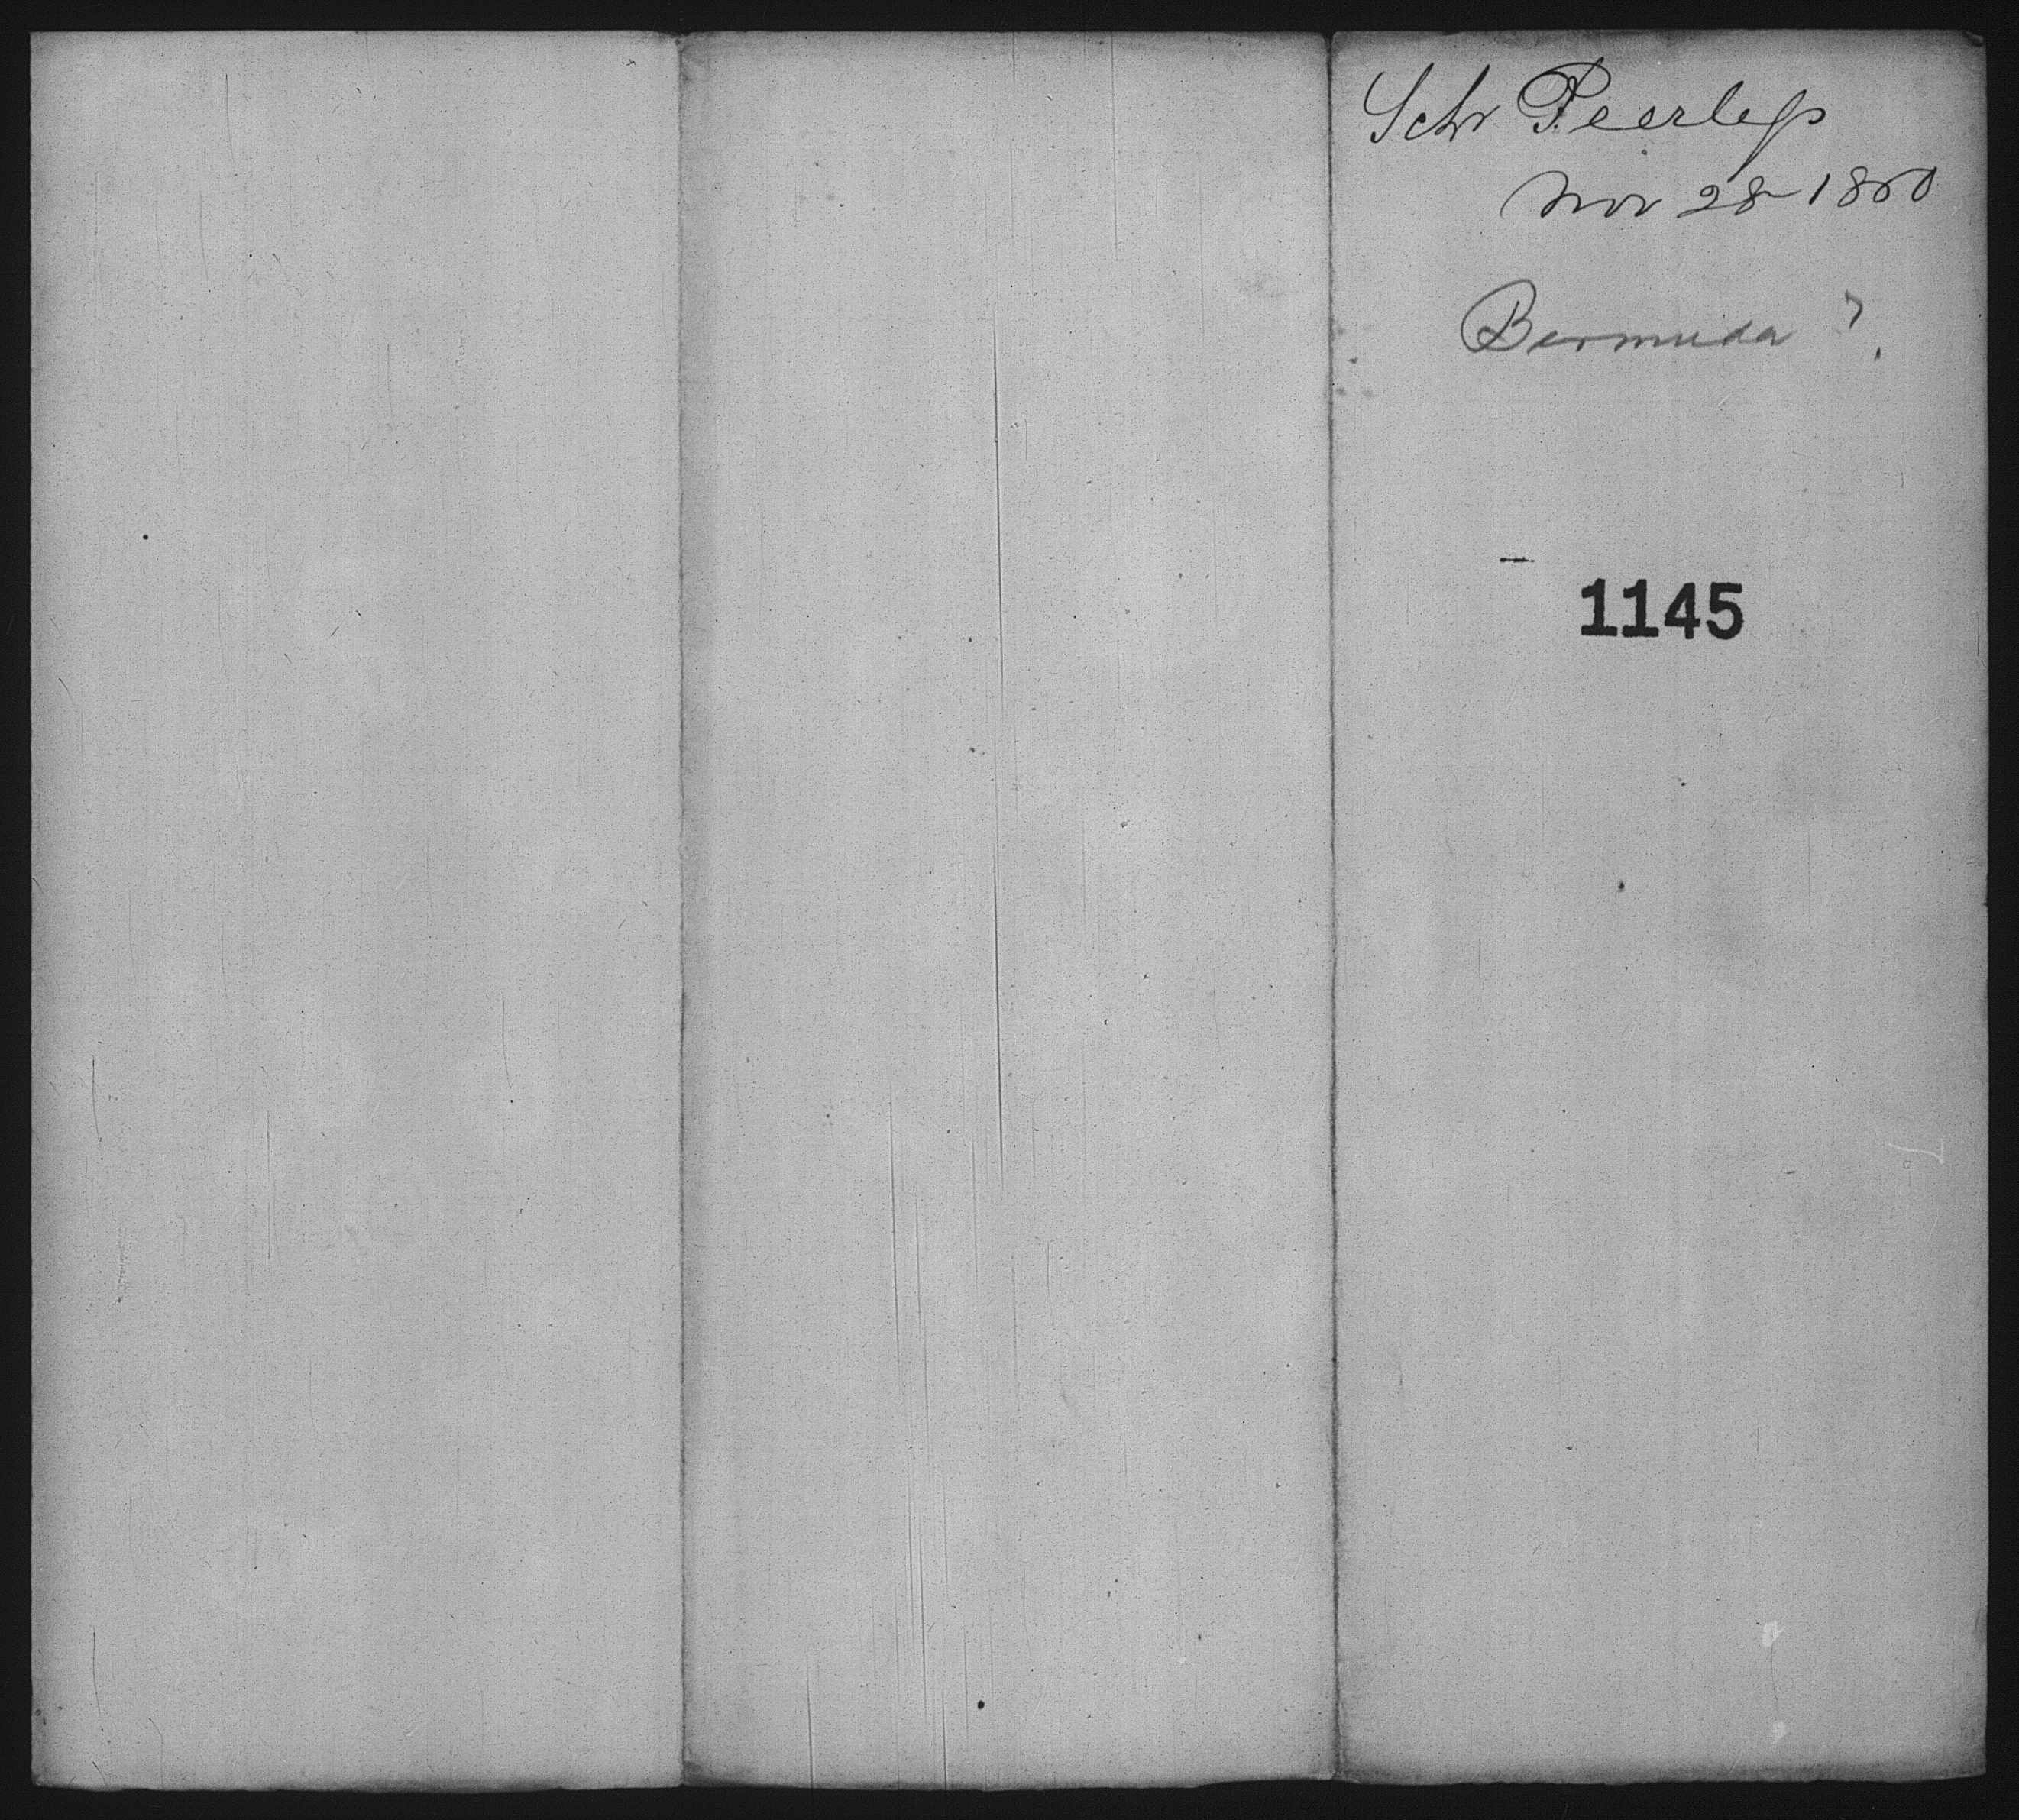 Schr Peerless
Nov 28 1860
Bermuda ?
1145